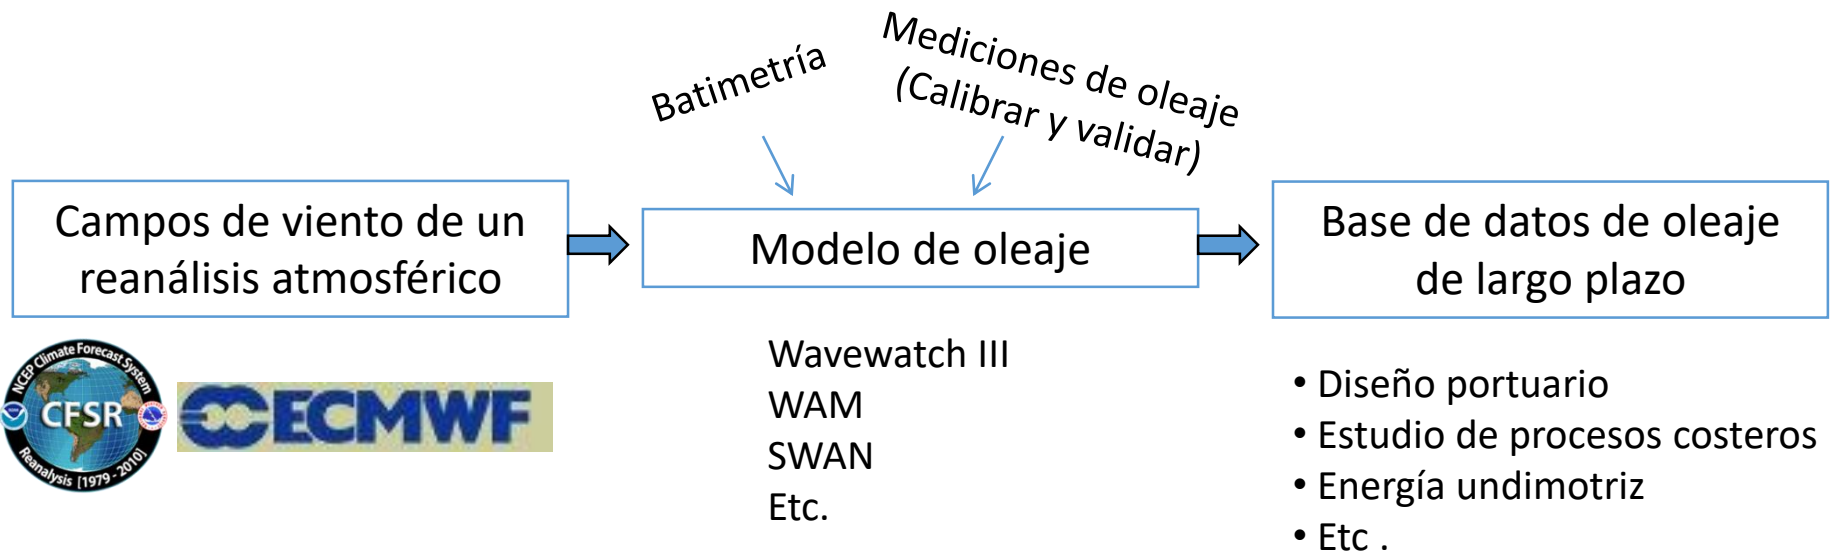 Batimetría
Mediciones de oleaje
(Calibrar y validar)
Campos de viento de un
reanálisis atmosférico
Modelo de oleaje
Base de datos de oleaje
de largo plazo
NCEP Climate Forecast System
CFSR
Reanalysis [1979 - 2010]
ECMWF
Wavewatch III
WAM
SWAN
Etc.
• Diseño portuario
• Estudio de procesos costeros
• Energía undimotriz
• Etc .